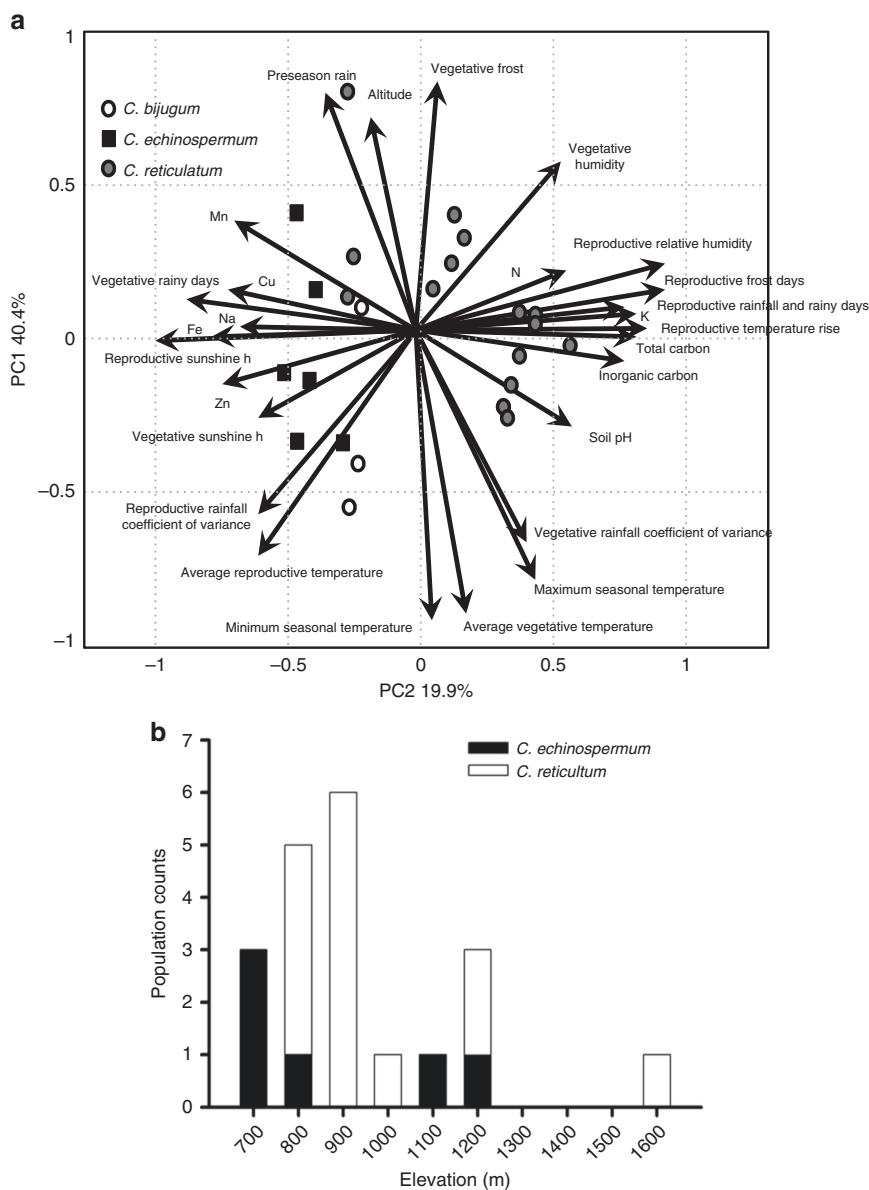 a
1
0.5
0
–0.5
–1
PC1 40.4%
C. bijugum
C. echinospermum
C. reticulatum
Preseason rain
Altitude
Vegetative frost
Vegetative
humidity
Mn
Reproductive relative humidity
N
Vegetative rainy days
Cu
Reproductive frost days
Reproductive rainfall and rainy days
Na
K
Fe
Reproductive temperature rise
Reproductive sunshine h
Total carbon
Inorganic carbon
Zn
Vegetative sunshine h
Soil pH
Reproductive rainfall
coefficient of variance
Vegetative rainfall coefficient of variance
Average reproductive temperature
Maximum seasonal temperature
Minimum seasonal temperature
Average vegetative temperature
–1
–0.5
0
0.5
1
PC2 19.9%
b
7
6
5
4
3
2
1
0
Population counts
C. echinospermum
C. reticultum
700
800
900
1000
1100
1200
1300
1400
1500
1600
Elevation (m)